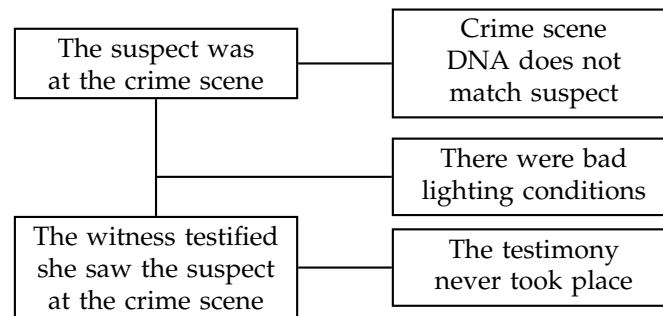 The suspect was
at the crime scene
Crime scene
DNA does not
match suspect
There were bad
lighting conditions
The witness testified
she saw the suspect
at the crime scene
The testimony
never took place